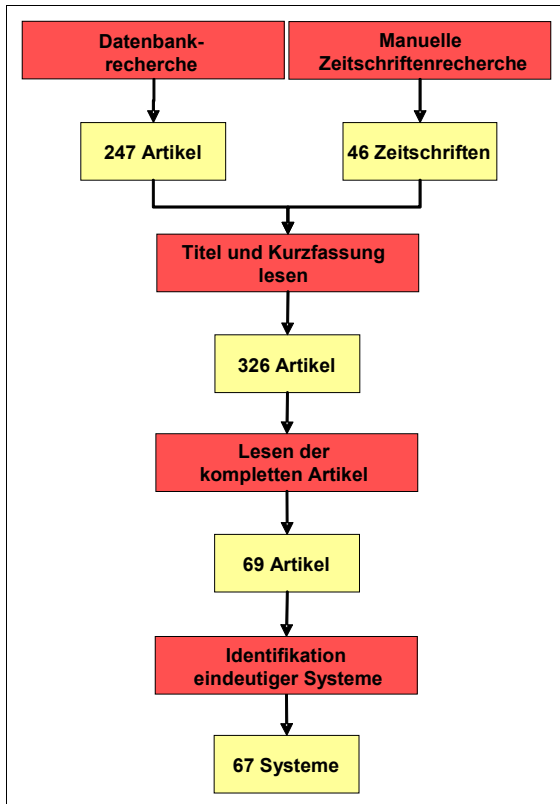 Datenbank-
recherche
Manuelle
Zeitschriftenrecherche
247 Artikel
46 Zeitschriften
Titel und Kurzfassung
lesen
326 Artikel
Lesen der
kompletten Artikel
69 Artikel
Identifikation
eindeutiger Systeme
67 Systeme